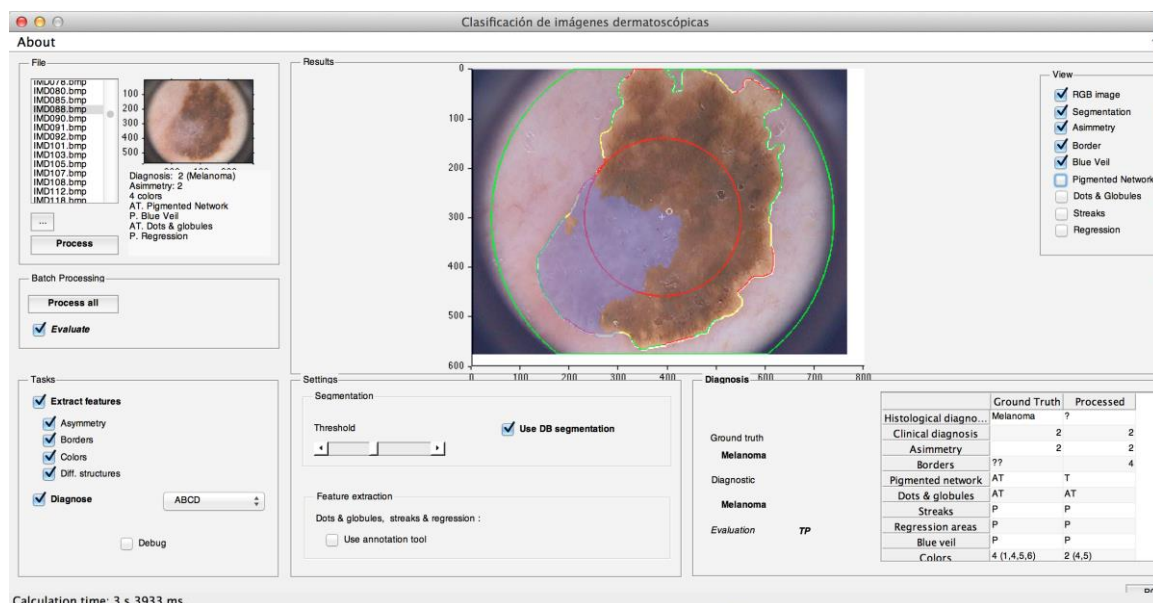 Clasificación de imágenes dermatoscópicas
About
File
IMD078.bmp
IMD080.bmp
IMD085.bmp
IMD088.bmp
IMD090.bmp
IMD091.bmp
IMD092.bmp
IMD101.bmp
IMD103.bmp
IMD105.bmp
IMD107.bmp
IMD108.bmp
IMD112.bmp
IMD118.bmp
100
200
300
400
500
Diagnosis: 2 (Melanoma)
Asimmetry: 2
4 colors
AT. Pigmented Network
P. Blue Veil
AT. Dots & globules
P. Regression
...
Process
Batch Processing
Process all
Evaluate
Results
0
100
200
300
400
500
600
0 100 200 300 400 500 600 700 800
View
RGB image
Segmentation
Asimmetry
Border
Blue Veil
Pigmented Network
Dots & Globules
Streaks
Regression
Tasks
Extract features
Asymmetry
Borders
Colors
Diff. structures
Diagnose ABCD
Debug
Settings
Segmentation
Threshold
Use DB segmentation
Feature extraction
Dots & globules, streaks & regression :
Use annotation tool
Diagnosis
Ground truth
Melanoma
Diagnostic
Melanoma
Evaluation TP
Ground Truth Processed
Histological diagno... Melanoma ?
Clinical diagnosis 2 2
Asimmetry 2 2
Borders ?? 4
Pigmented network AT T
Dots & globules AT AT
Streaks P P
Regression areas P P
Blue veil P P
Colors 4 (1,4,5,6) 2 (4,5)
Calculation time: 3 s 3933 ms